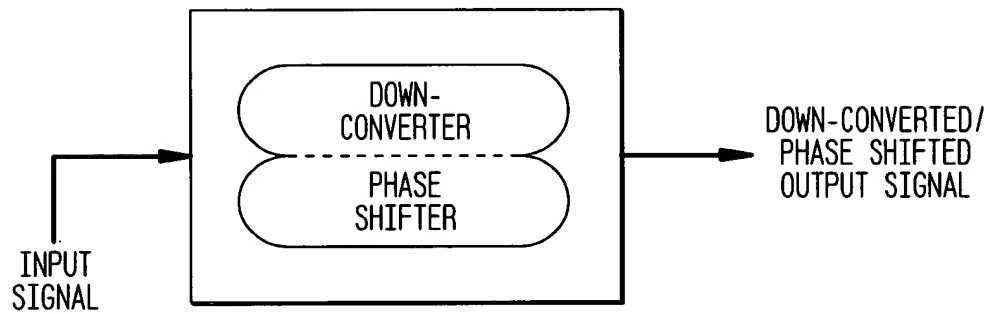 INPUT
SIGNAL
DOWN-
CONVERTER
PHASE
SHIFTER
DOWN-CONVERTED/
PHASE SHIFTED
OUTPUT SIGNAL